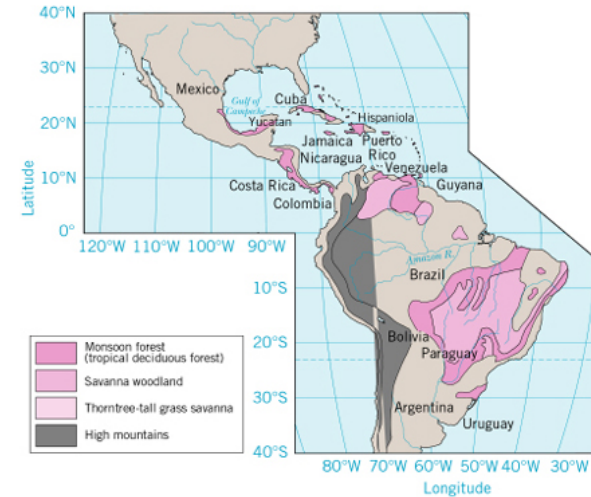 40°N
30°N
Mexico
Gulf of
Campeche
Cuba
20°N
Yucatan
Hispaniola
Jamaica
Puerto
Rico
Nicaragua
Venezuela
10°N
Costa Rica
Guyana
Colombia
Latitude
0°
120°W 110°W 100°W 90°W
Amazon R.
Brazil
10°S
Bolivia
20°S
Paraguay
30°S
Argentina
Uruguay
40°S
Monsoon forest
(tropical deciduous forest)
Savanna woodland
Thorntree-tall grass savanna
High mountains
80°W 70°W 60°W 50°W 40°W 30°W
Longitude